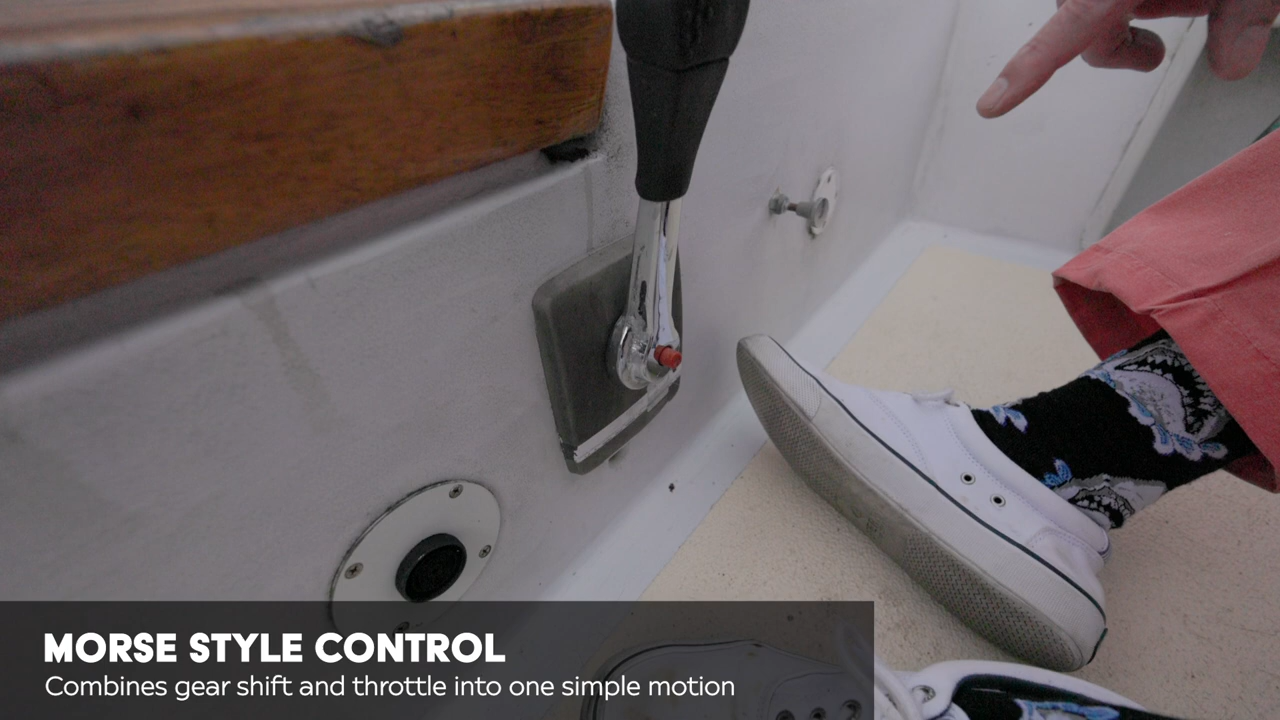 MORSE STYLE CONTROL
Combines gear shift and throttle into one simple motion